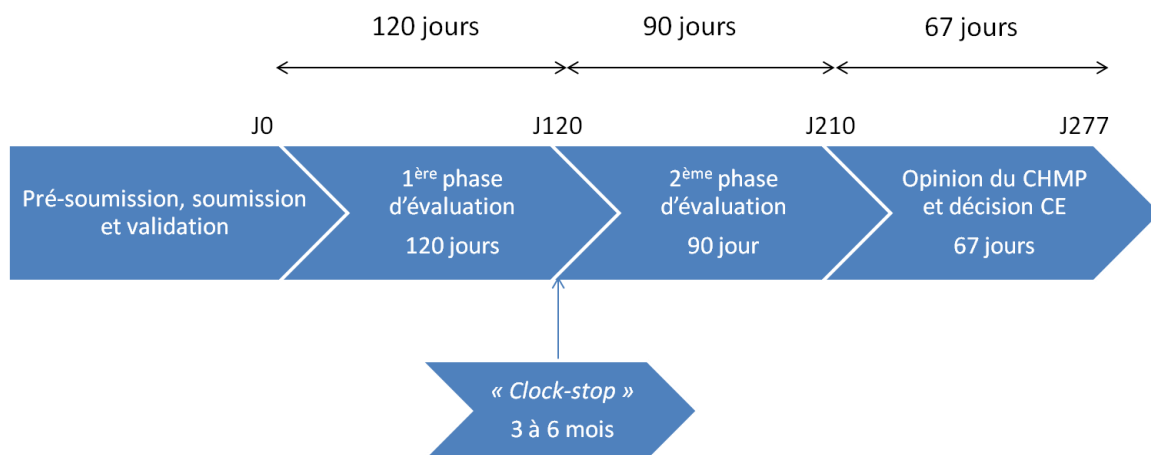 120 jours
90 jours
67 jours
J0
J120
J210
J277
Pré-soumission, soumission
et validation
1ère phase
d'évaluation
120 jours
2ème phase
d'évaluation
90 jour
Opinion du CHMP
et décision CE
67 jours
« Clock-stop »
3 à 6 mois